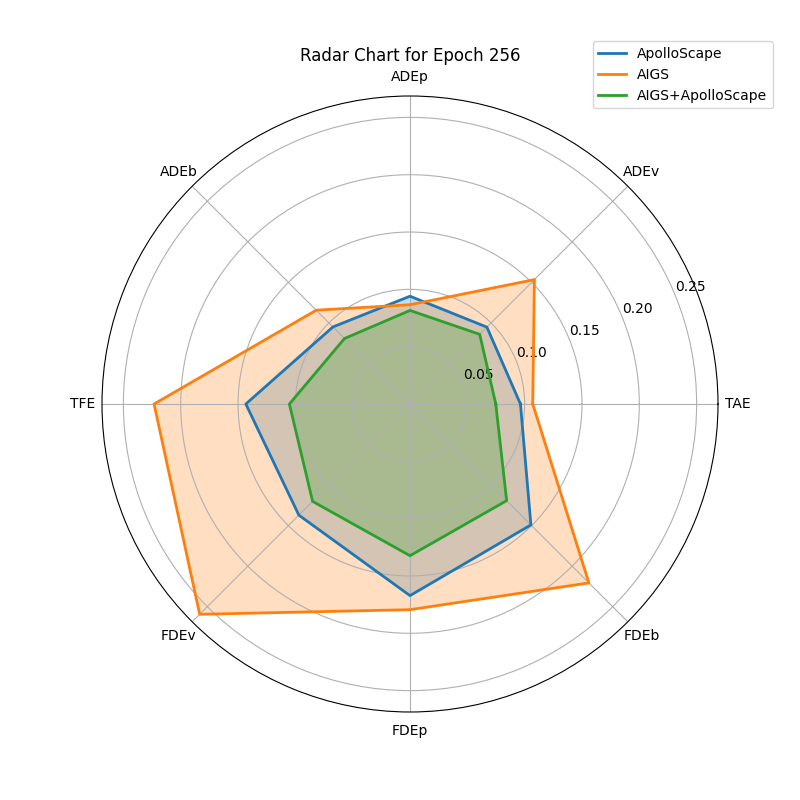 Radar Chart for Epoch 256
ApolloScape
AIGS
AIGS+ApolloScape
ADEp
ADEb
ADEv
0.25
0.20
0.15
0.10
0.05
TFE
TAE
FDEv
FDEb
FDEp